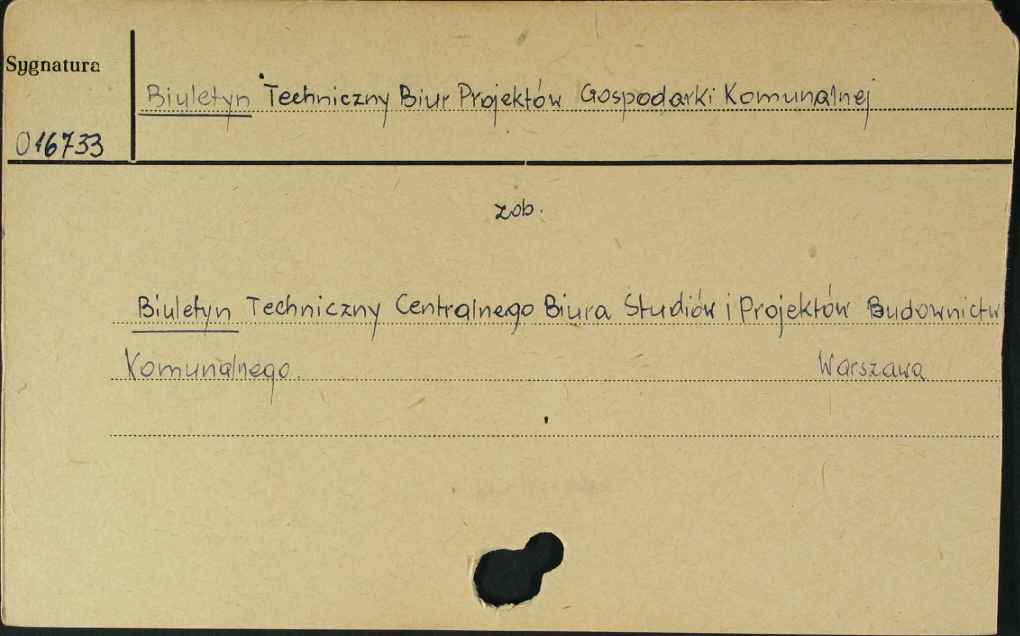 Sygnatura
Biuletyn Techniczny Biur Projektów Gospodarki Komunalnej
016733
zob.
Biuletyn Techniczny Centralnego Biura Studiów i Projektów Budownictw
Komunalnego. Warszawa